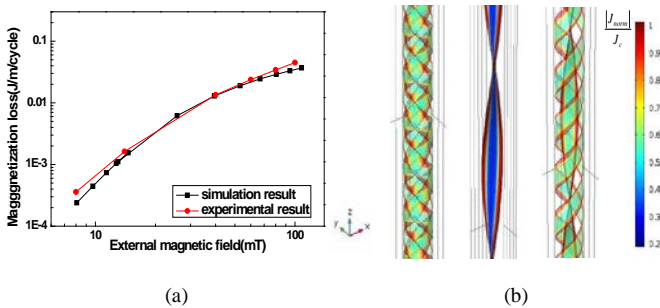 (a)
Magggnetization loss(J/m/cycle)
0.1
0.01
1E-3
1E-4
simulation result
experimental result
10
100
External magnetic field(mT)
z
y
x
|J_norm|
J_c
1
0.9
0.8
0.7
0.6
0.5
0.4
0.3
0.2
(a)
(b)